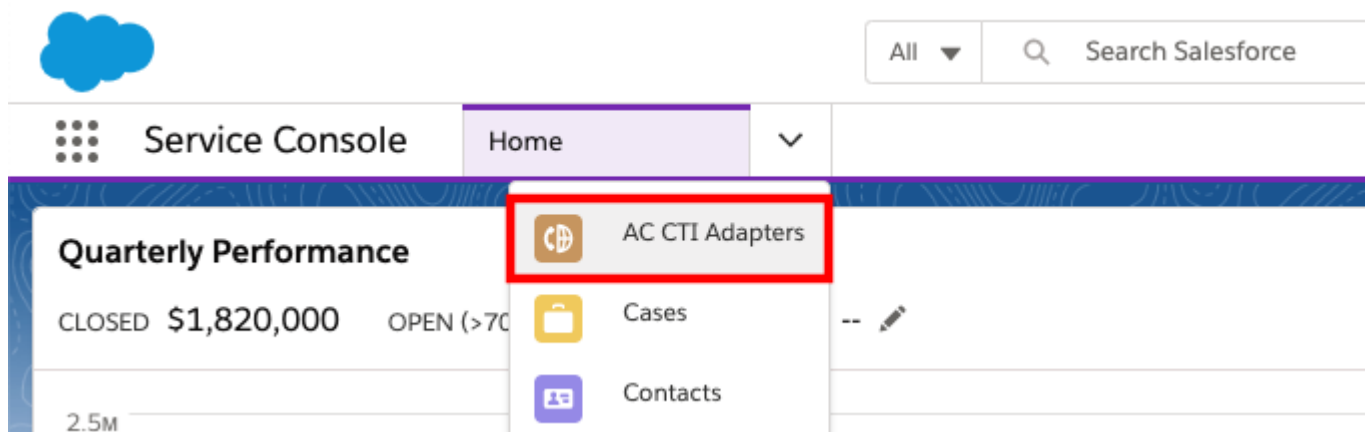 All
Search Salesforce
Service Console
Home
AC CTI Adapters
Quarterly Performance
CLOSED $1,820,000 OPEN (>70
--
Cases
Contacts
2.5M